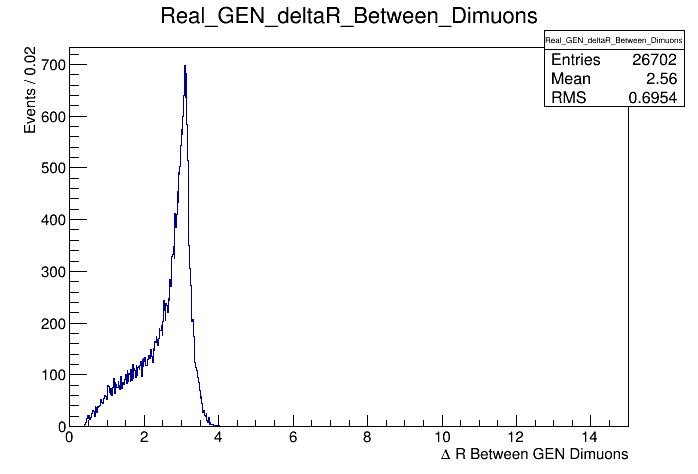 Real_GEN_deltaR_Between_Dimuons
Real_GEN_deltaR_Between_Dimuons
Entries 26702
Mean 2.56
RMS 0.6954
Events / 0.02
700
600
500
400
300
200
100
0
0 2 4 6 8 10 12 14
Δ R Between GEN Dimuons